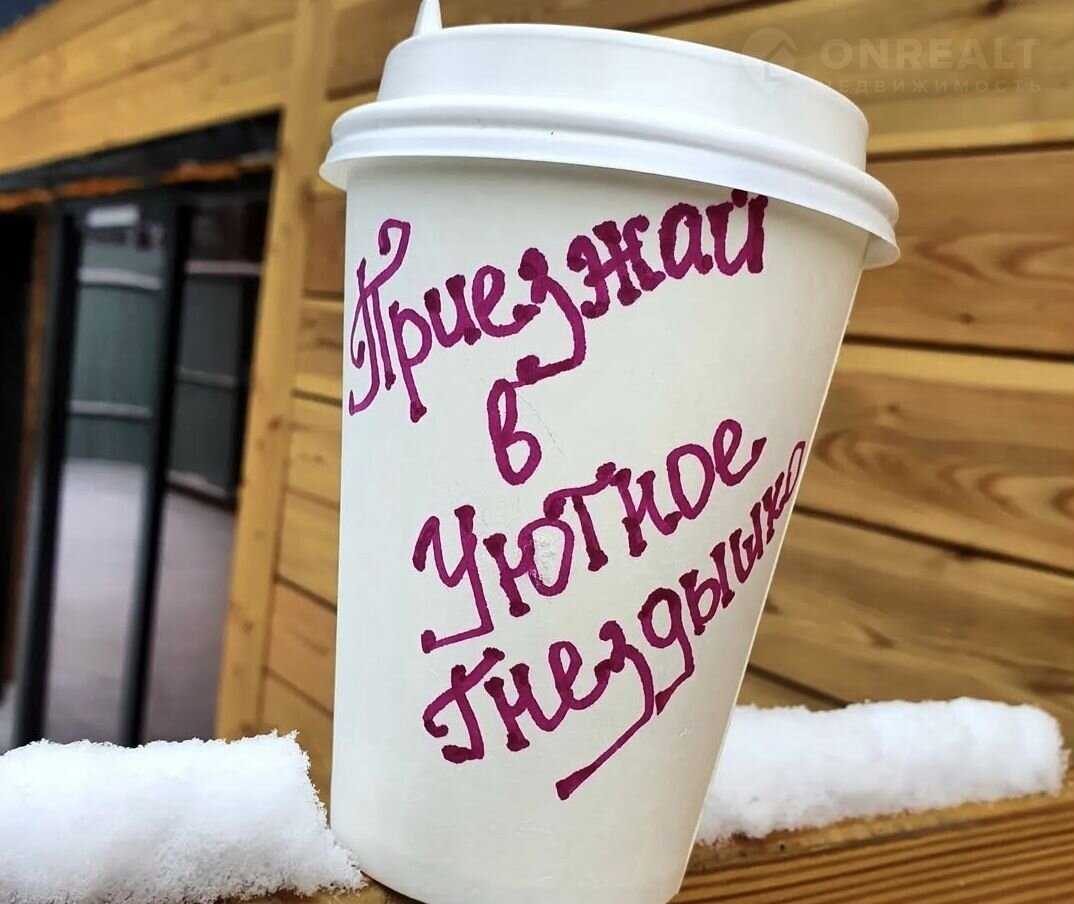 ONREALT
НЕДВИЖИМОСТЬ
Приезжай
в
Уютное
Гнездышко